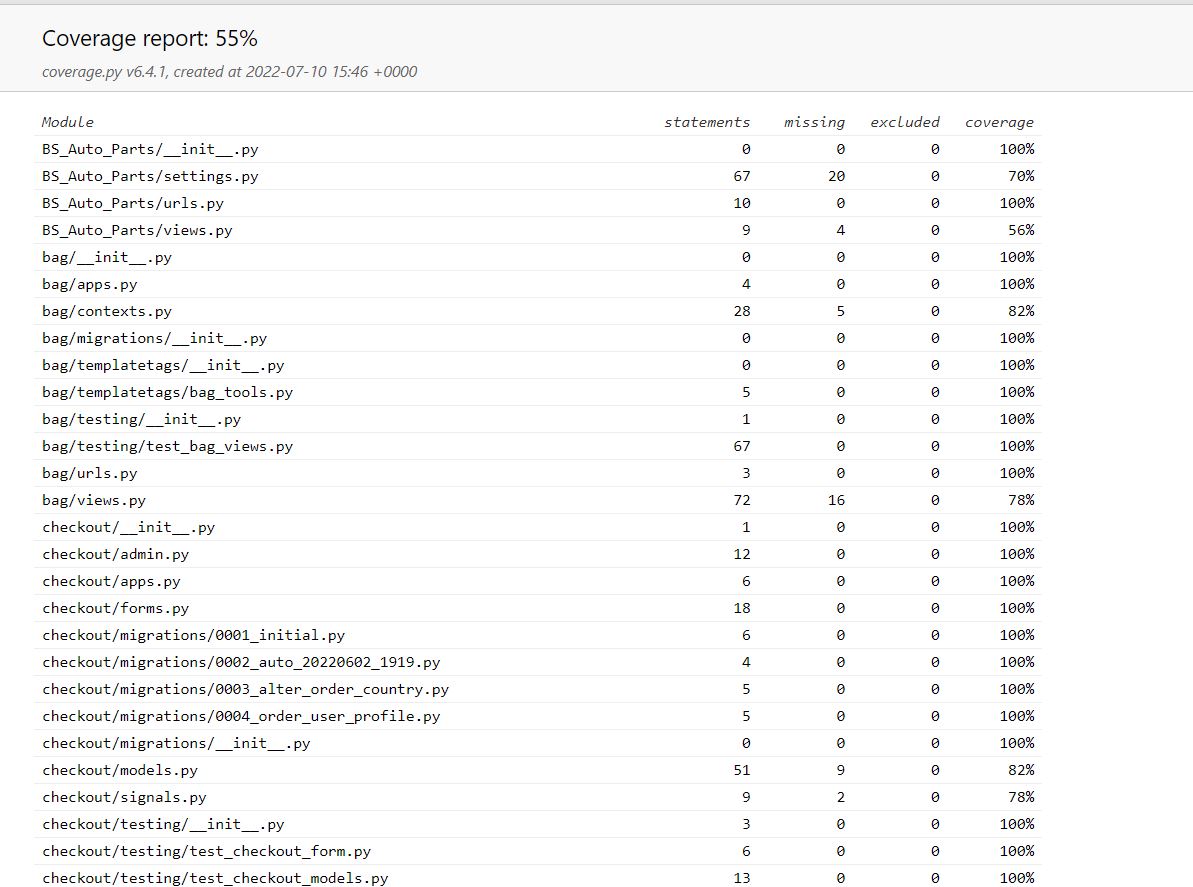 Coverage report: 55%
coverage.py v6.4.1, created at 2022-07-10 15:46 +0000
Module statements missing excluded coverage
BS_Auto_Parts/__init__.py 0 0 0 100%
BS_Auto_Parts/settings.py 67 20 0 70%
BS_Auto_Parts/urls.py 10 0 0 100%
BS_Auto_Parts/views.py 9 4 0 56%
bag/__init__.py 0 0 0 100%
bag/apps.py 4 0 0 100%
bag/contexts.py 28 5 0 82%
bag/migrations/__init__.py 0 0 0 100%
bag/templatetags/__init__.py 0 0 0 100%
bag/templatetags/bag_tools.py 5 0 0 100%
bag/testing/__init__.py 1 0 0 100%
bag/testing/test_bag_views.py 67 0 0 100%
bag/urls.py 3 0 0 100%
bag/views.py 72 16 0 78%
checkout/__init__.py 1 0 0 100%
checkout/admin.py 12 0 0 100%
checkout/apps.py 6 0 0 100%
checkout/forms.py 18 0 0 100%
checkout/migrations/0001_initial.py 6 0 0 100%
checkout/migrations/0002_auto_20220602_1919.py 4 0 0 100%
checkout/migrations/0003_alter_order_country.py 5 0 0 100%
checkout/migrations/0004_order_user_profile.py 5 0 0 100%
checkout/migrations/__init__.py 0 0 0 100%
checkout/models.py 51 9 0 82%
checkout/signals.py 9 2 0 78%
checkout/testing/__init__.py 3 0 0 100%
checkout/testing/test_checkout_form.py 6 0 0 100%
checkout/testing/test_checkout_models.py 13 0 0 100%